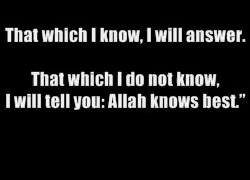 That which I know, I will answer.
That which I do not know,
I will tell you: Allah knows best.”